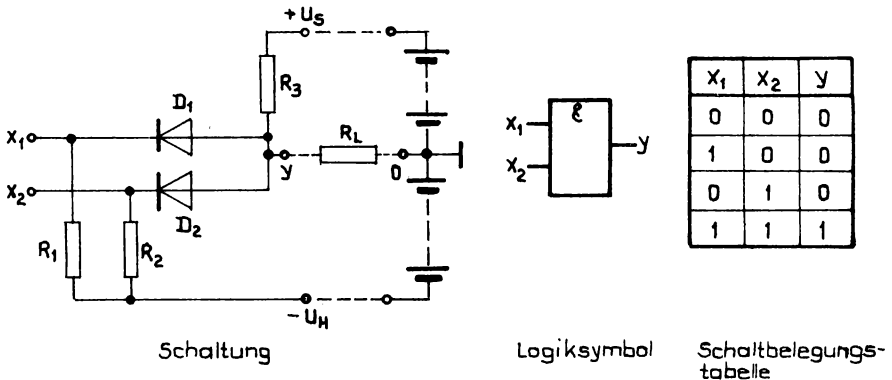 +U_S
R_3
D_1
X_1
R_L
y
0
X_2
D_2
R_1
R_2
-U_H
Schaltung
&
X_1
X_2
y
Logiksymbol
X_1 X_2 y
0 0 0
1 0 0
0 1 0
1 1 1
Schaltbelegungs-
tabelle